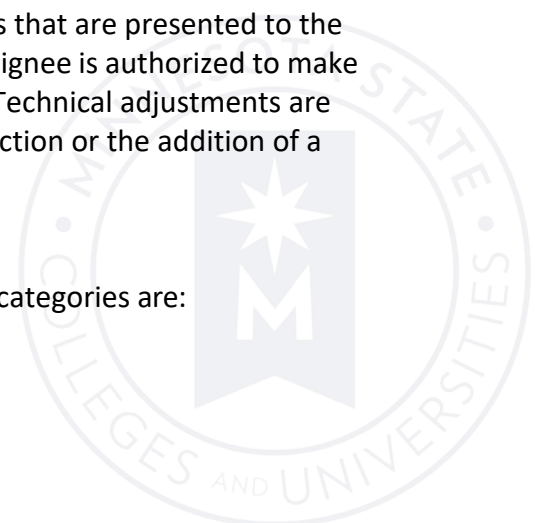 s that are presented to the
ignee is authorized to make
Technical adjustments are
ction or the addition of a
categories are:
MINNESOTA STATE
COLLEGES AND UNIVERSITIES
M